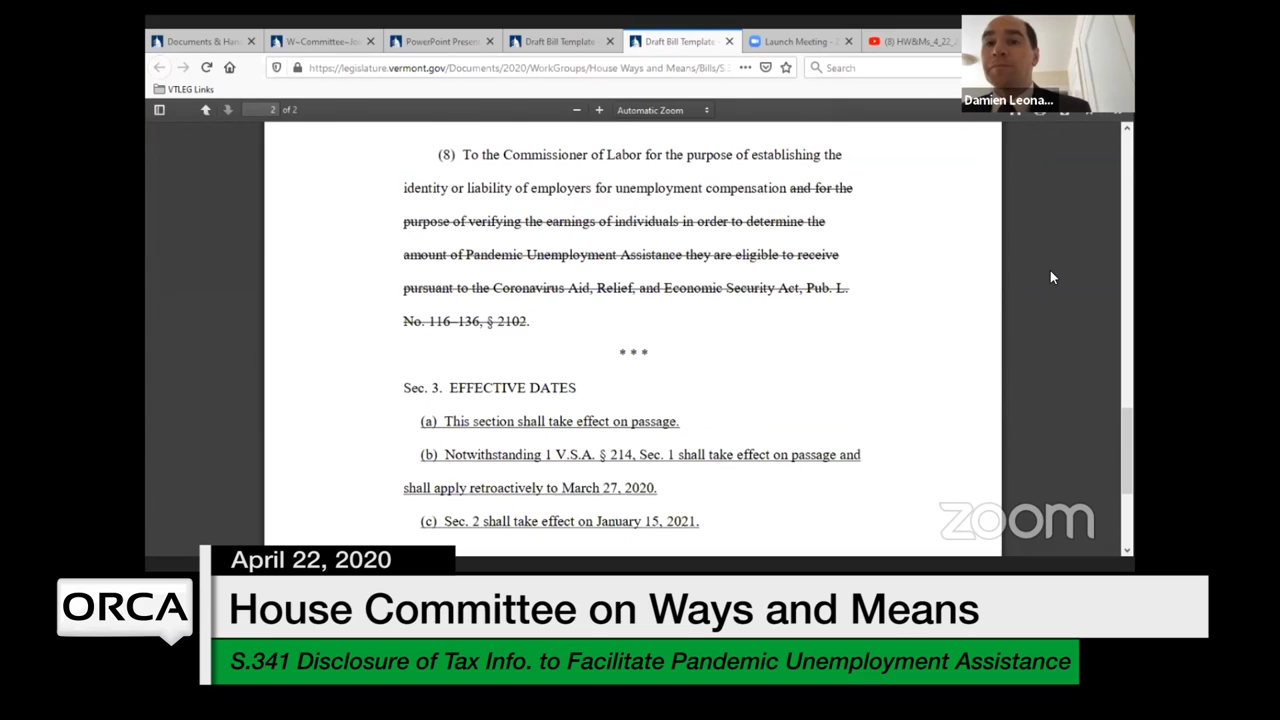 Documents & Han
W~Committee~Jou
PowerPoint Presen
Draft Bill Template
Draft Bill Template
Launch Meeting - Z
(8) HW&Ms_4_22_
https://legislature.vermont.gov/Documents/2020/WorkGroups/House Ways and Means/Bills/S
Search
VTLEG Links
2 of 2
Automatic Zoom
Damien Leona...
(8) To the Commissioner of Labor for the purpose of establishing the
identity or liability of employers for unemployment compensation and for the
purpose of verifying the earnings of individuals in order to determine the
amount of Pandemic Unemployment Assistance they are eligible to receive
pursuant to the Coronavirus Aid, Relief, and Economic Security Act, Pub. L.
No. 116–136, § 2102.
* * *
Sec. 3. EFFECTIVE DATES
(a) This section shall take effect on passage.
(b) Notwithstanding 1 V.S.A. § 214, Sec. 1 shall take effect on passage and
shall apply retroactively to March 27, 2020.
(c) Sec. 2 shall take effect on January 15, 2021.
zoom
April 22, 2020
ORCA
House Committee on Ways and Means
S.341 Disclosure of Tax Info. to Facilitate Pandemic Unemployment Assistance